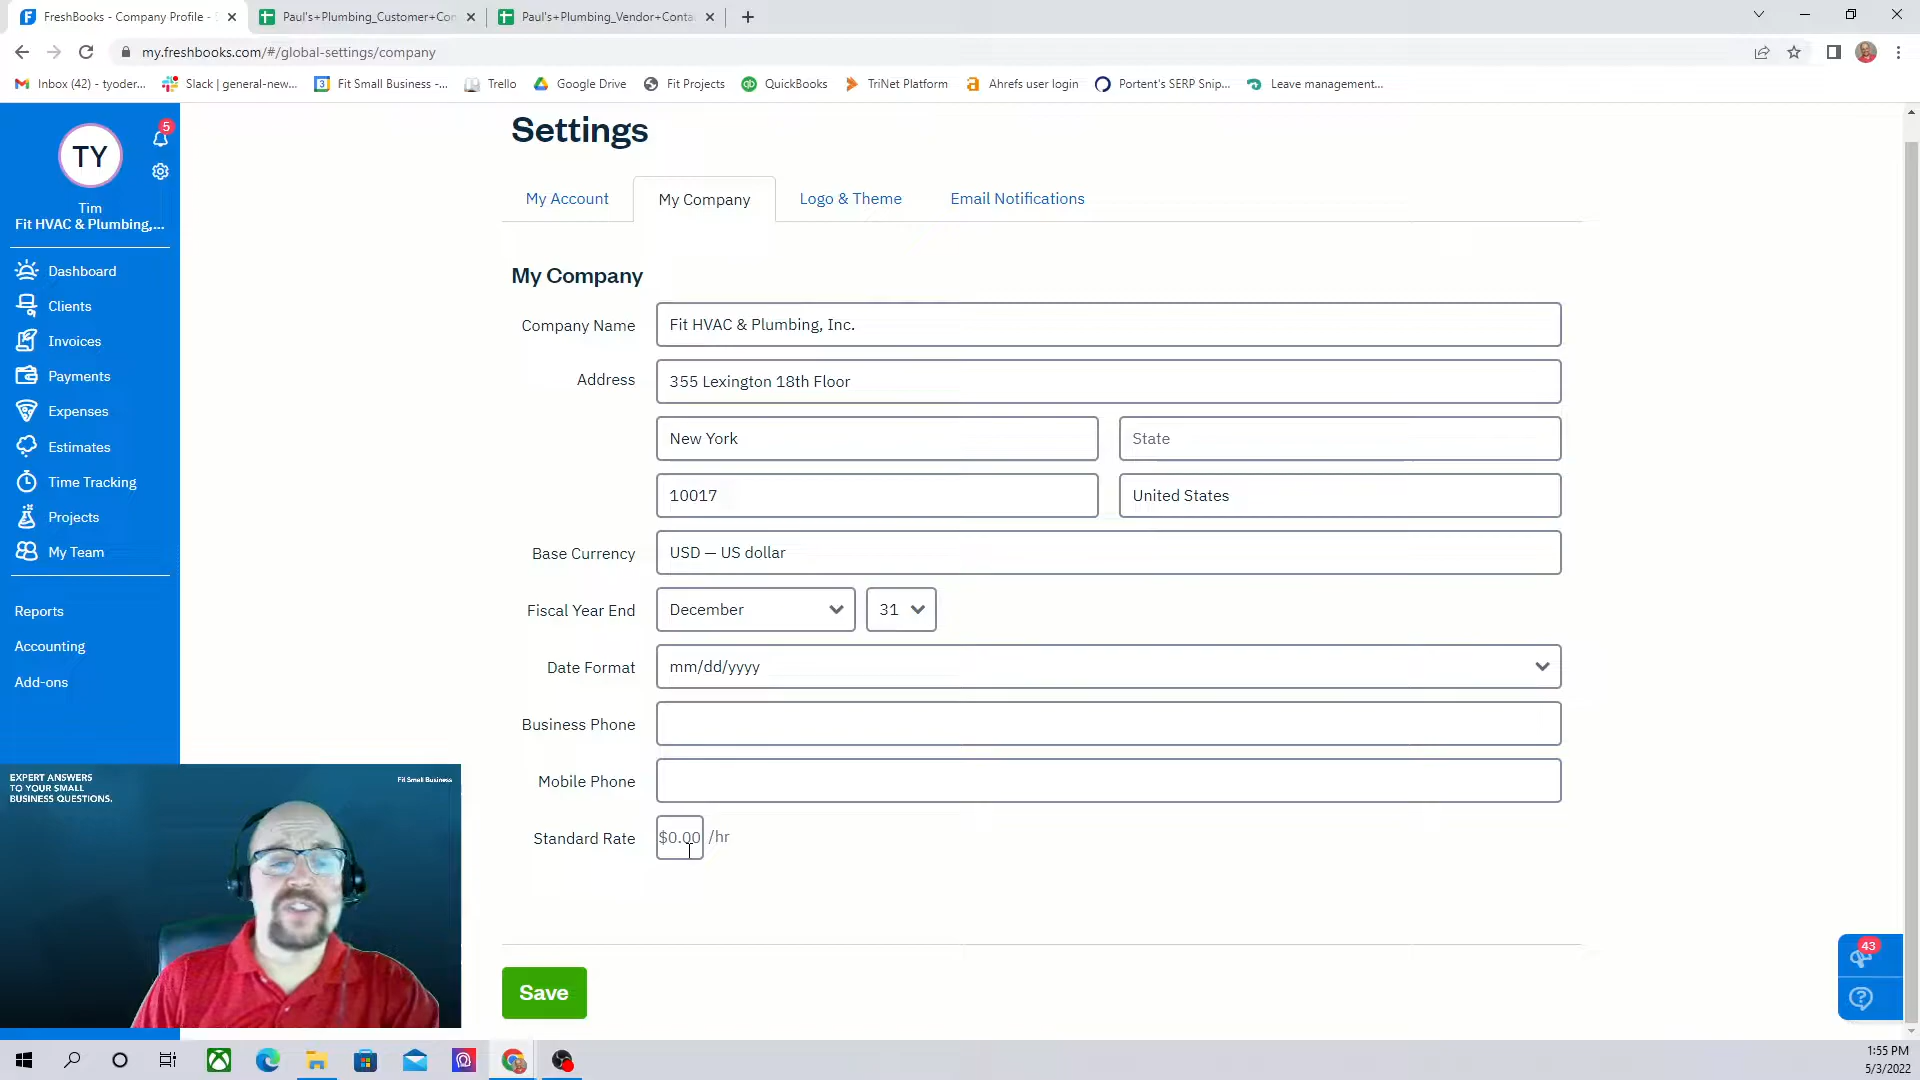 FreshBooks - Company Profile -
Paul's+Plumbing_Customer+Con
Paul's+Plumbing_Vendor+Conta
my.freshbooks.com/#/global-settings/company
Inbox (42) - tyoder...
Slack | general-new...
Fit Small Business -...
Trello
Google Drive
Fit Projects
QuickBooks
TriNet Platform
Ahrefs user login
Portent's SERP Snip...
Leave management...
TY
5
Tim
Fit HVAC & Plumbing,...
Dashboard
Clients
Invoices
Payments
Expenses
Estimates
Time Tracking
Projects
My Team
Reports
Accounting
Add-ons
Settings
My Account
My Company
Logo & Theme
Email Notifications
My Company
Company Name
Fit HVAC & Plumbing, Inc.
Address
355 Lexington 18th Floor
New York
State
10017
United States
Base Currency
USD — US dollar
Fiscal Year End
December
31
Date Format
mm/dd/yyyy
Business Phone
Mobile Phone
Standard Rate
$0.00 /hr
Save
EXPERT ANSWERS
TO YOUR SMALL
BUSINESS QUESTIONS.
Fit Small Business
43
1:55 PM
5/3/2022